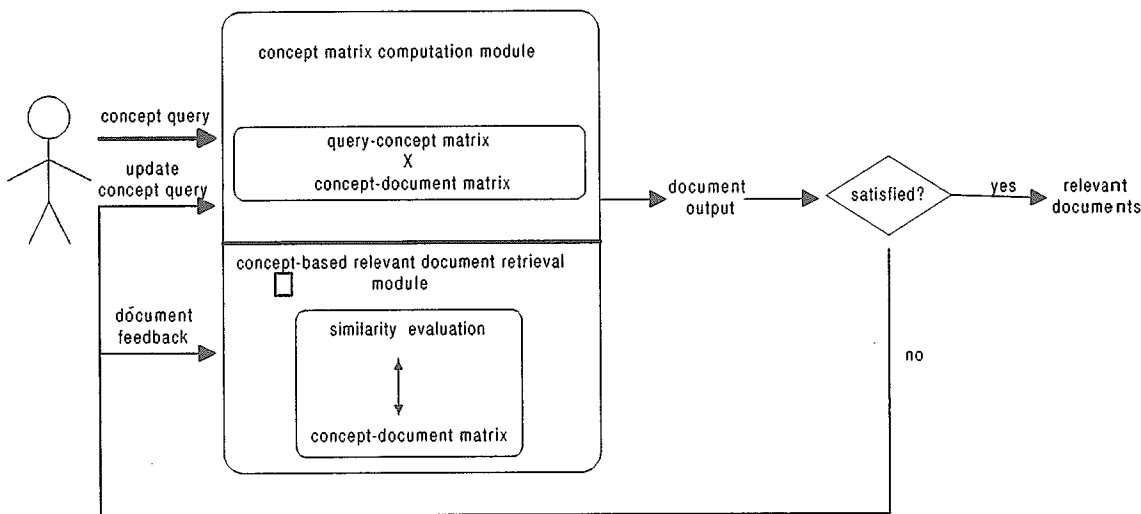 concept matrix computation module
concept query
query-concept matrix
X
concept-document matrix
update
concept query
document
output
satisfied?
yes
relevant
documents
concept-based relevant document retrieval
module
document
feedback
similarity evaluation
concept-document matrix
no